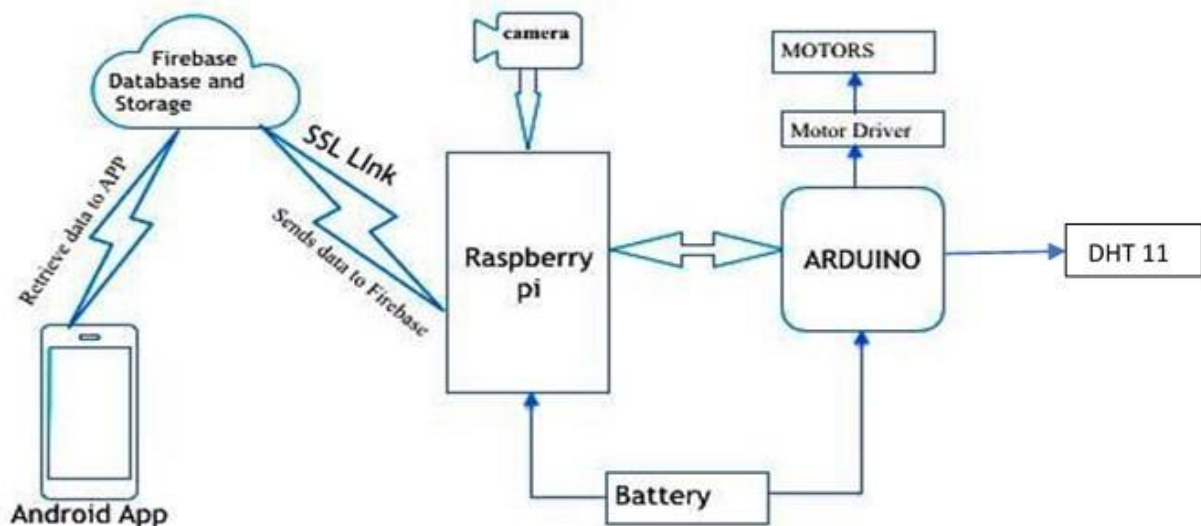 Firebase
Database and
Storage
camera
MOTORS
Motor Driver
SSL LInk
Retrieve data to APP
Sends data to Firebase
Raspberry
pi
ARDUINO
DHT 11
Battery
Android App